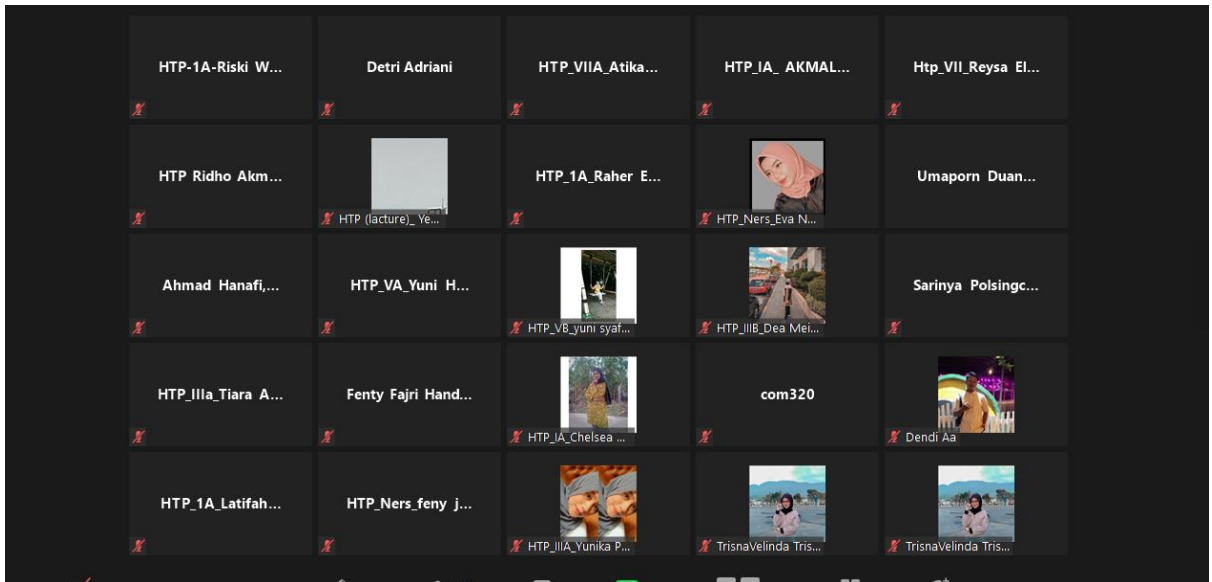 HTP-1A-Riski W...
Detri Adriani
HTP_VIIA_Atika...
HTP_IA_ AKMAL...
Htp_VII_Reysa El...
HTP Ridho Akm...
HTP (lacture)_ Ye...
HTP_1A_Raher E...
HTP_Ners_Eva N...
Umaporn Duan...
Ahmad Hanafi,...
HTP_VA_Yuni H...
HTP_VB_yuni syaf...
HTP_IIIB_Dea Mei...
Sarinya Polsingc...
HTP_IIIa_Tiara A...
Fenty Fajri Hand...
HTP_IA_Chelsea ...
com320
Dendi Aa
HTP_1A_Latifah...
HTP_Ners_feny j...
HTP_IIIA_Yunika P...
TrisnaVelinda Tris...
TrisnaVelinda Tris...